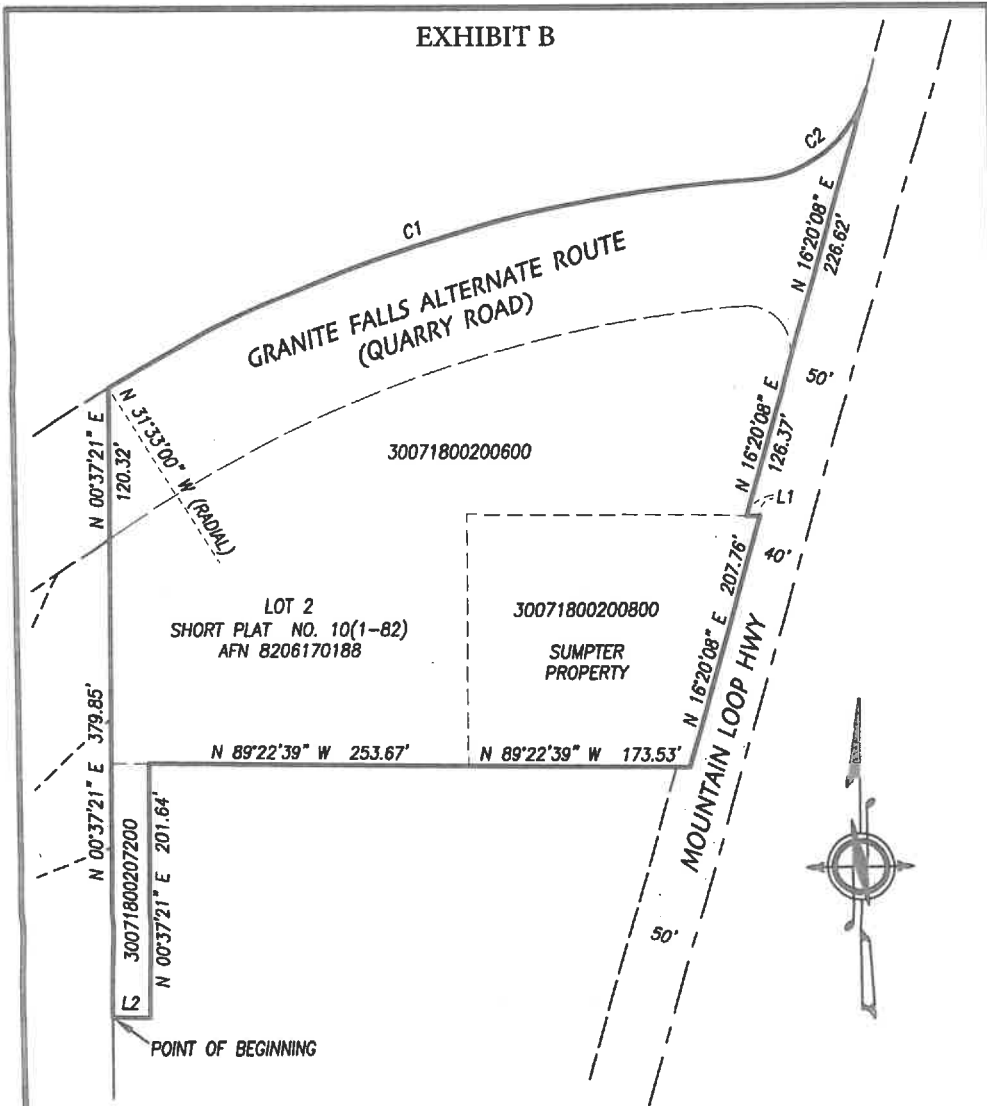 EXHIBIT B
C2
C1
N 16°20'08" E
226.62'
GRANITE FALLS ALTERNATE ROUTE
(QUARRY ROAD)
50'
N 00°37'21" E
120.32'
N 31°33'00" W (RADIAL)
30071800200600
N 16°20'08" E
126.37'
L1
40'
LOT 2
SHORT PLAT NO. 10(1-82)
AFN 8206170188
30071800200800
SUMPTER
PROPERTY
N 16°20'08" E 207.76'
MOUNTAIN LOOP HWY
N 00°37'21" E 379.85'
N 89°22'39" W 253.67'
N 89°22'39" W 173.53'
30071800207200
N 00°37'21" E 201.64'
50'
L2
POINT OF BEGINNING